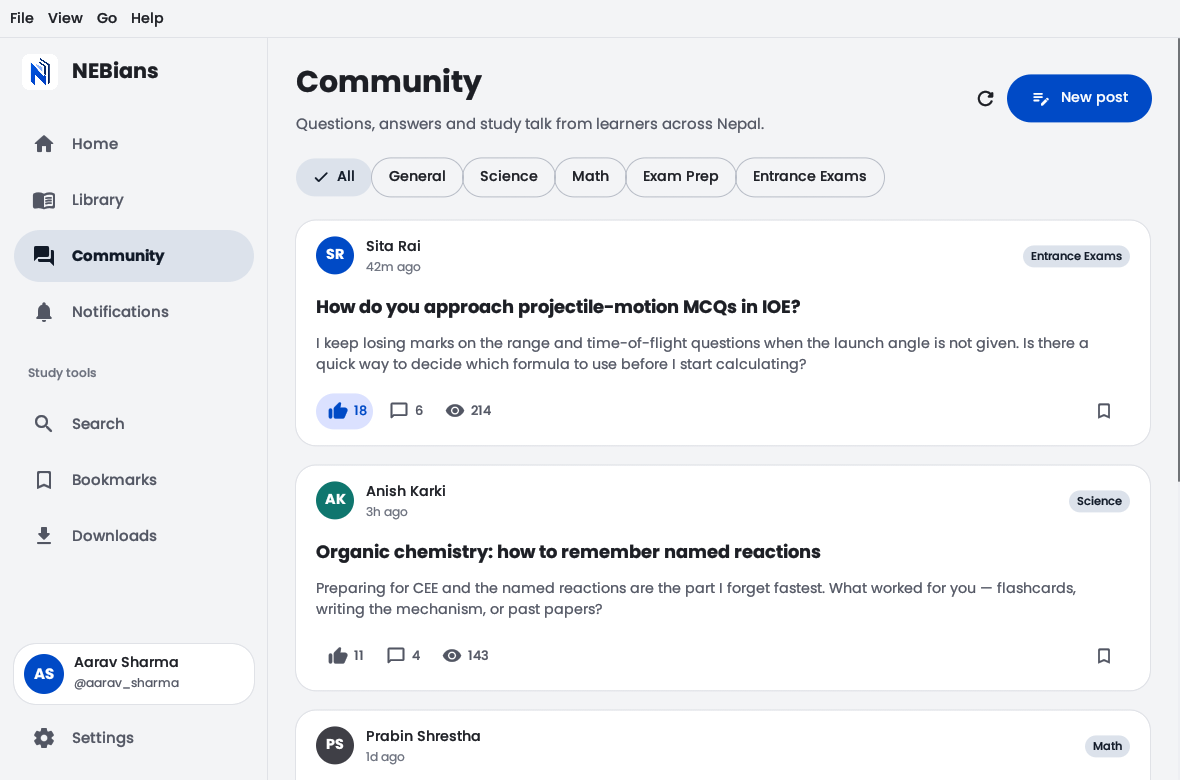 File View Go Help
NEBians
Home
Library
Community
Notifications
Study tools
Search
Bookmarks
Downloads
AS
Aarav Sharma
@aarav_sharma
Settings
Community
Questions, answers and study talk from learners across Nepal.
New post
All General Science Math Exam Prep Entrance Exams
SR
Sita Rai
42m ago
Entrance Exams
How do you approach projectile-motion MCQs in IOE?
I keep losing marks on the range and time-of-flight questions when the launch angle is not given. Is there a
quick way to decide which formula to use before I start calculating?
18 6 214
AK
Anish Karki
3h ago
Science
Organic chemistry: how to remember named reactions
Preparing for CEE and the named reactions are the part I forget fastest. What worked for you — flashcards,
writing the mechanism, or past papers?
11 4 143
PS
Prabin Shrestha
1d ago
Math